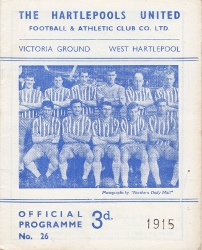 THE HARTLEPOOLS UNITED
FOOTBALL & ATHLETIC CLUB CO. LTD.
VICTORIA GROUND WEST HARTLEPOOL
Photograph by "Northern Daily Mail"
OFFICIAL
PROGRAMME
No. 26
3d.
1915